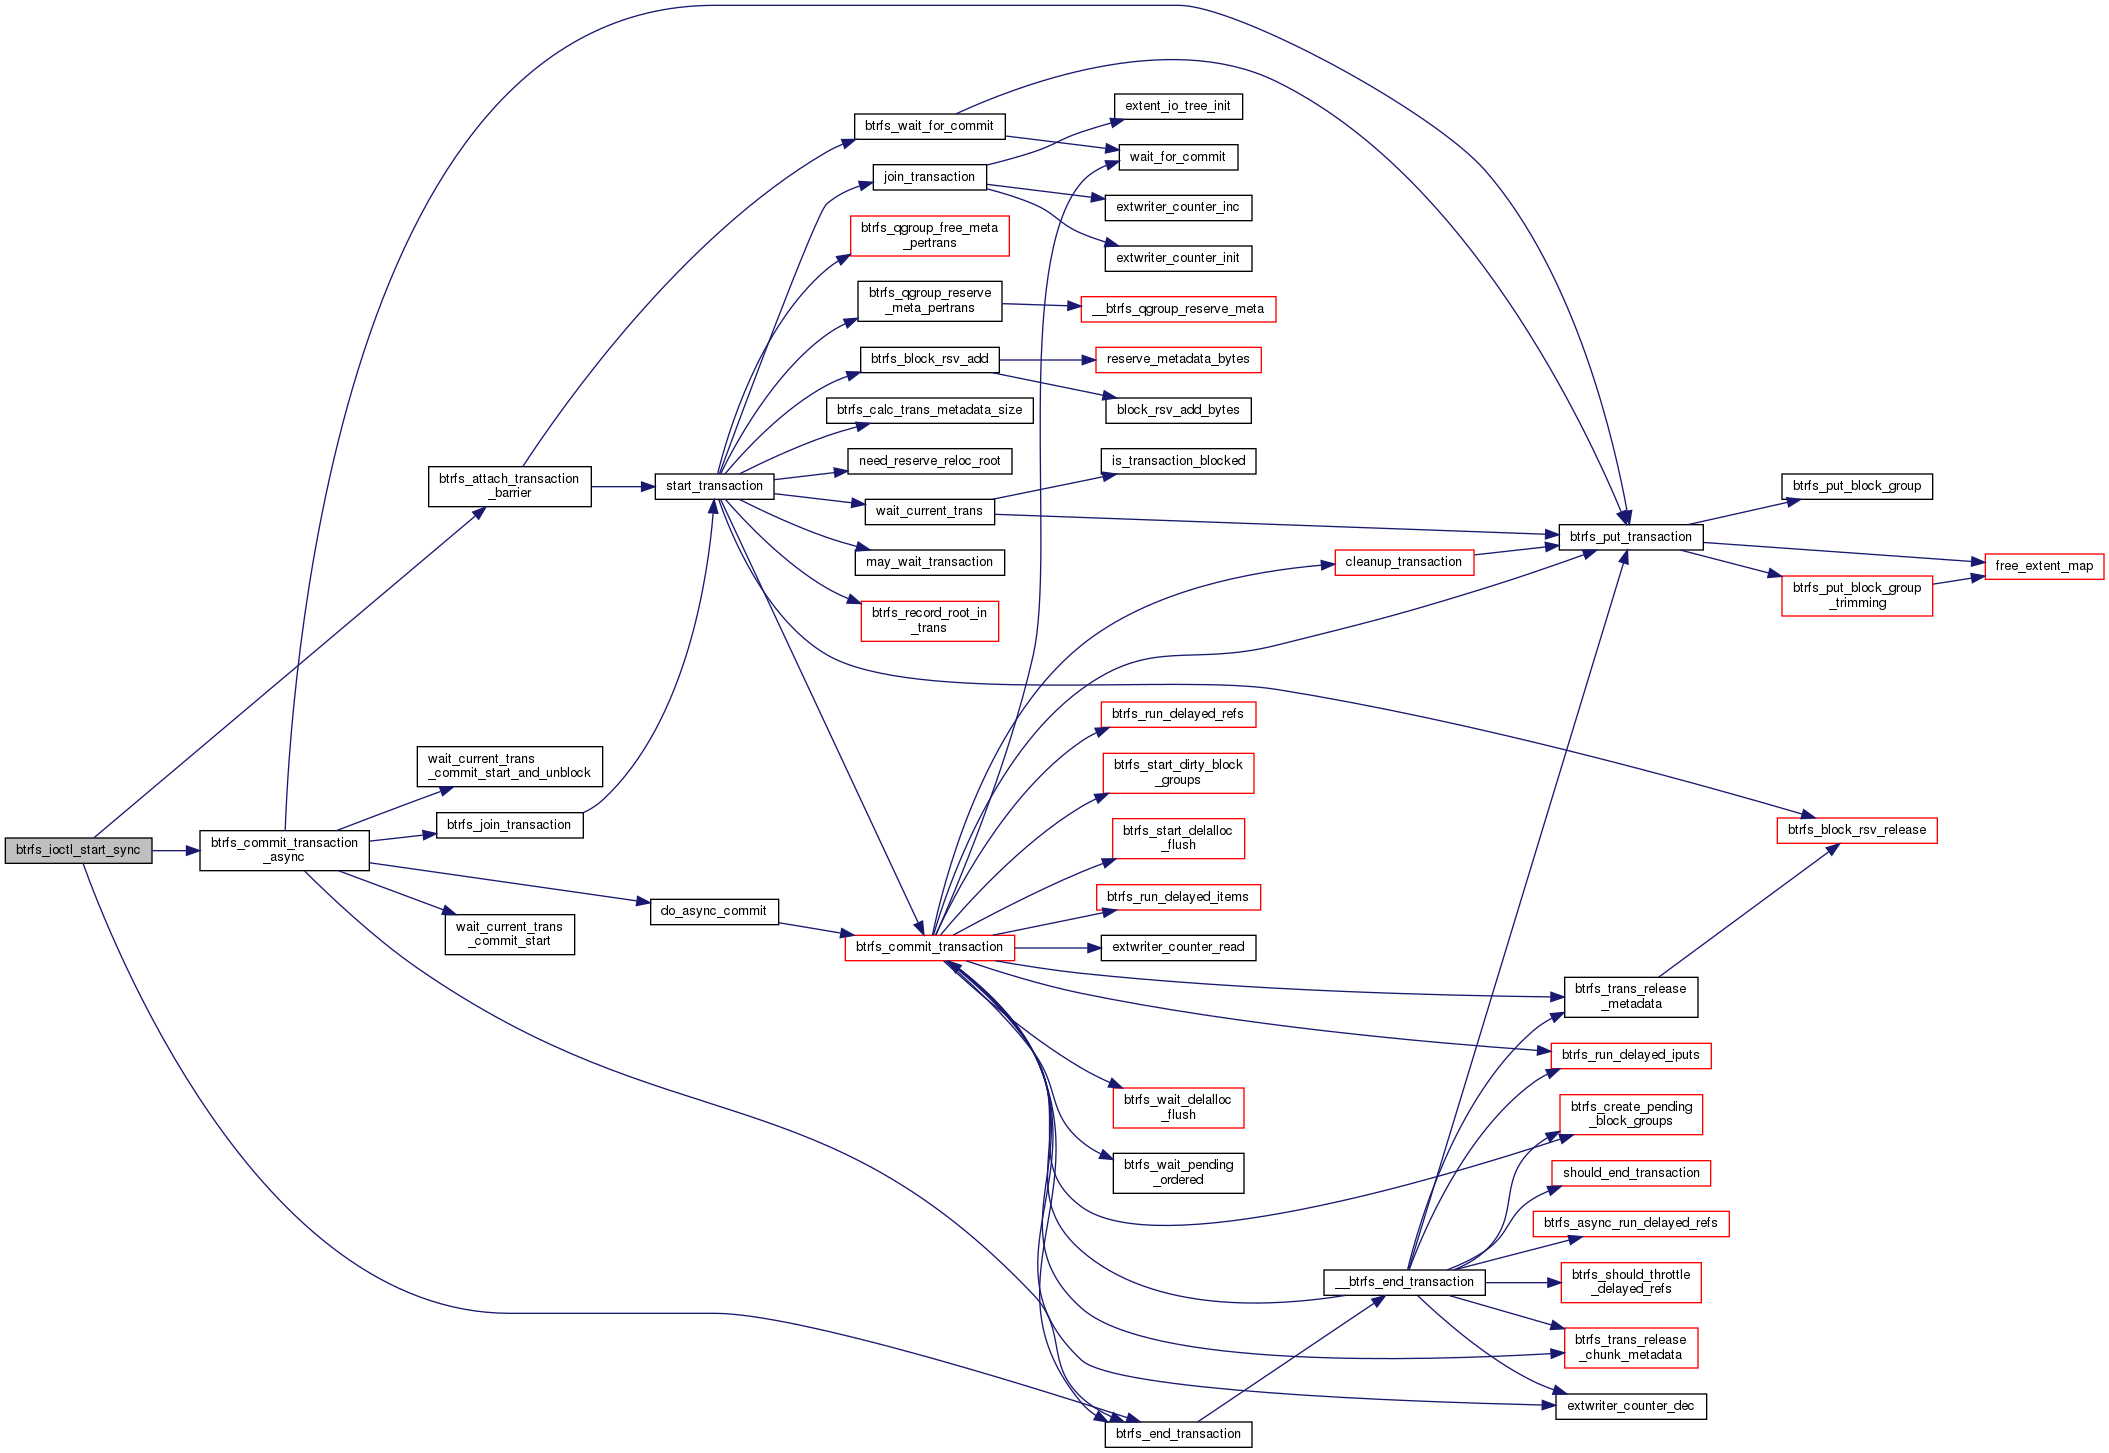 btrfs_ioctl_start_sync
btrfs_attach_transaction
_barrier
btrfs_commit_transaction
_async
wait_current_trans
_commit_start_and_unblock
btrfs_join_transaction
wait_current_trans
_commit_start
start_transaction
do_async_commit
btrfs_wait_for_commit
join_transaction
btrfs_qgroup_free_meta
_pertrans
btrfs_qgroup_reserve
_meta_pertrans
btrfs_block_rsv_add
btrfs_calc_trans_metadata_size
need_reserve_reloc_root
wait_current_trans
may_wait_transaction
btrfs_record_root_in
_trans
btrfs_commit_transaction
extent_io_tree_init
wait_for_commit
extwriter_counter_inc
extwriter_counter_init
__btrfs_qgroup_reserve_meta
reserve_metadata_bytes
block_rsv_add_bytes
is_transaction_blocked
btrfs_run_delayed_refs
btrfs_start_dirty_block
_groups
btrfs_start_delalloc
_flush
btrfs_run_delayed_items
extwriter_counter_read
btrfs_wait_delalloc
_flush
btrfs_wait_pending
_ordered
btrfs_end_transaction
cleanup_transaction
__btrfs_end_transaction
btrfs_put_transaction
btrfs_trans_release
_metadata
btrfs_run_delayed_iputs
btrfs_create_pending
_block_groups
should_end_transaction
btrfs_async_run_delayed_refs
btrfs_should_throttle
_delayed_refs
btrfs_trans_release
_chunk_metadata
extwriter_counter_dec
btrfs_put_block_group
btrfs_put_block_group
_trimming
btrfs_block_rsv_release
free_extent_map